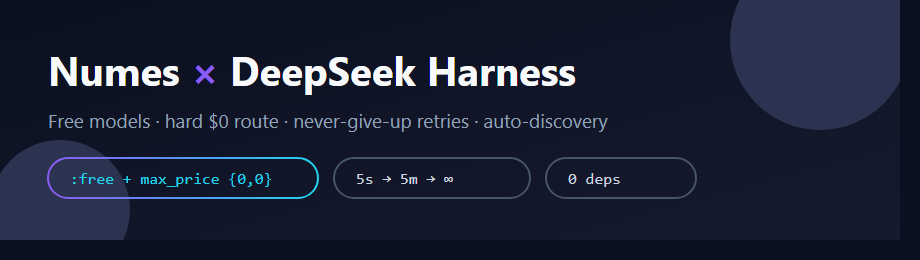 Numes × DeepSeek Harness
Free models · hard $0 route · never-give-up retries · auto-discovery
:free + max_price {0,0}
5s → 5m → ∞
0 deps